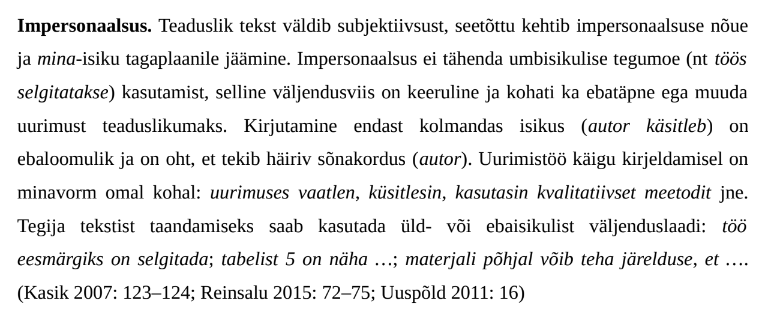 Impersonaalsus. Teaduslik tekst väldib subjektiivsust, seetõttu kehtib impersonaalsuse nõue
ja mina-isiku tagaplaanile jäämine. Impersonaalsus ei tähenda umbisikulise tegumoe (nt töös
selgitatakse) kasutamist, selline väljendusviis on keeruline ja kohati ka ebatäpne ega muuda
uurimust teaduslikumaks. Kirjutamine endast kolmandas isikus (autor käsitleb) on
ebaloomulik ja on oht, et tekib häiriv sõnakordus (autor). Uurimistöö käigu kirjeldamisel on
minavorm omal kohal: uurimuses vaatlen, küsitlesin, kasutasin kvalitatiivset meetodit jne.
Tegija tekstist taandamiseks saab kasutada üld- või ebaisikulist väljenduslaadi: töö
eesmärgiks on selgitada; tabelist 5 on näha …; materjali põhjal võib teha järelduse, et ….
(Kasik 2007: 123–124; Reinsalu 2015: 72–75; Uuspõld 2011: 16)